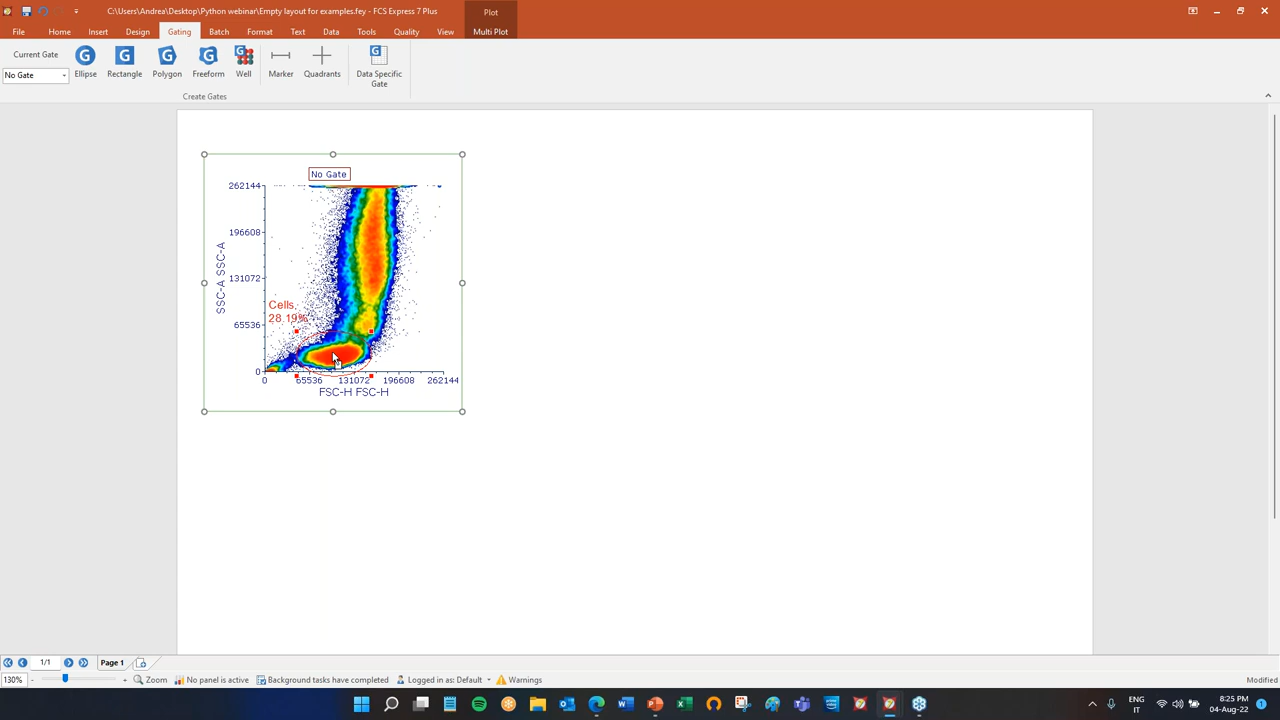 C:\Users\Andrea\Desktop\Python webinar\Empty layout for examples.fey - FCS Express 7 Plus
Plot
File Home Insert Design Gating Batch Format Text Data Tools Quality View Multi Plot
Current Gate
No Gate
Ellipse Rectangle Polygon Freeform Well Marker Quadrants Data Specific
Gate
Create Gates
No Gate
262144
196608
131072
65536
0
SSC-A SSC-A
Cells,
28.19%
0 65536 131072 196608 262144
FSC-H FSC-H
1/1 Page 1
130% - + Zoom No panel is active Background tasks have completed Logged in as: Default Warnings Modified
ENG
IT
8:25 PM
04-Aug-22